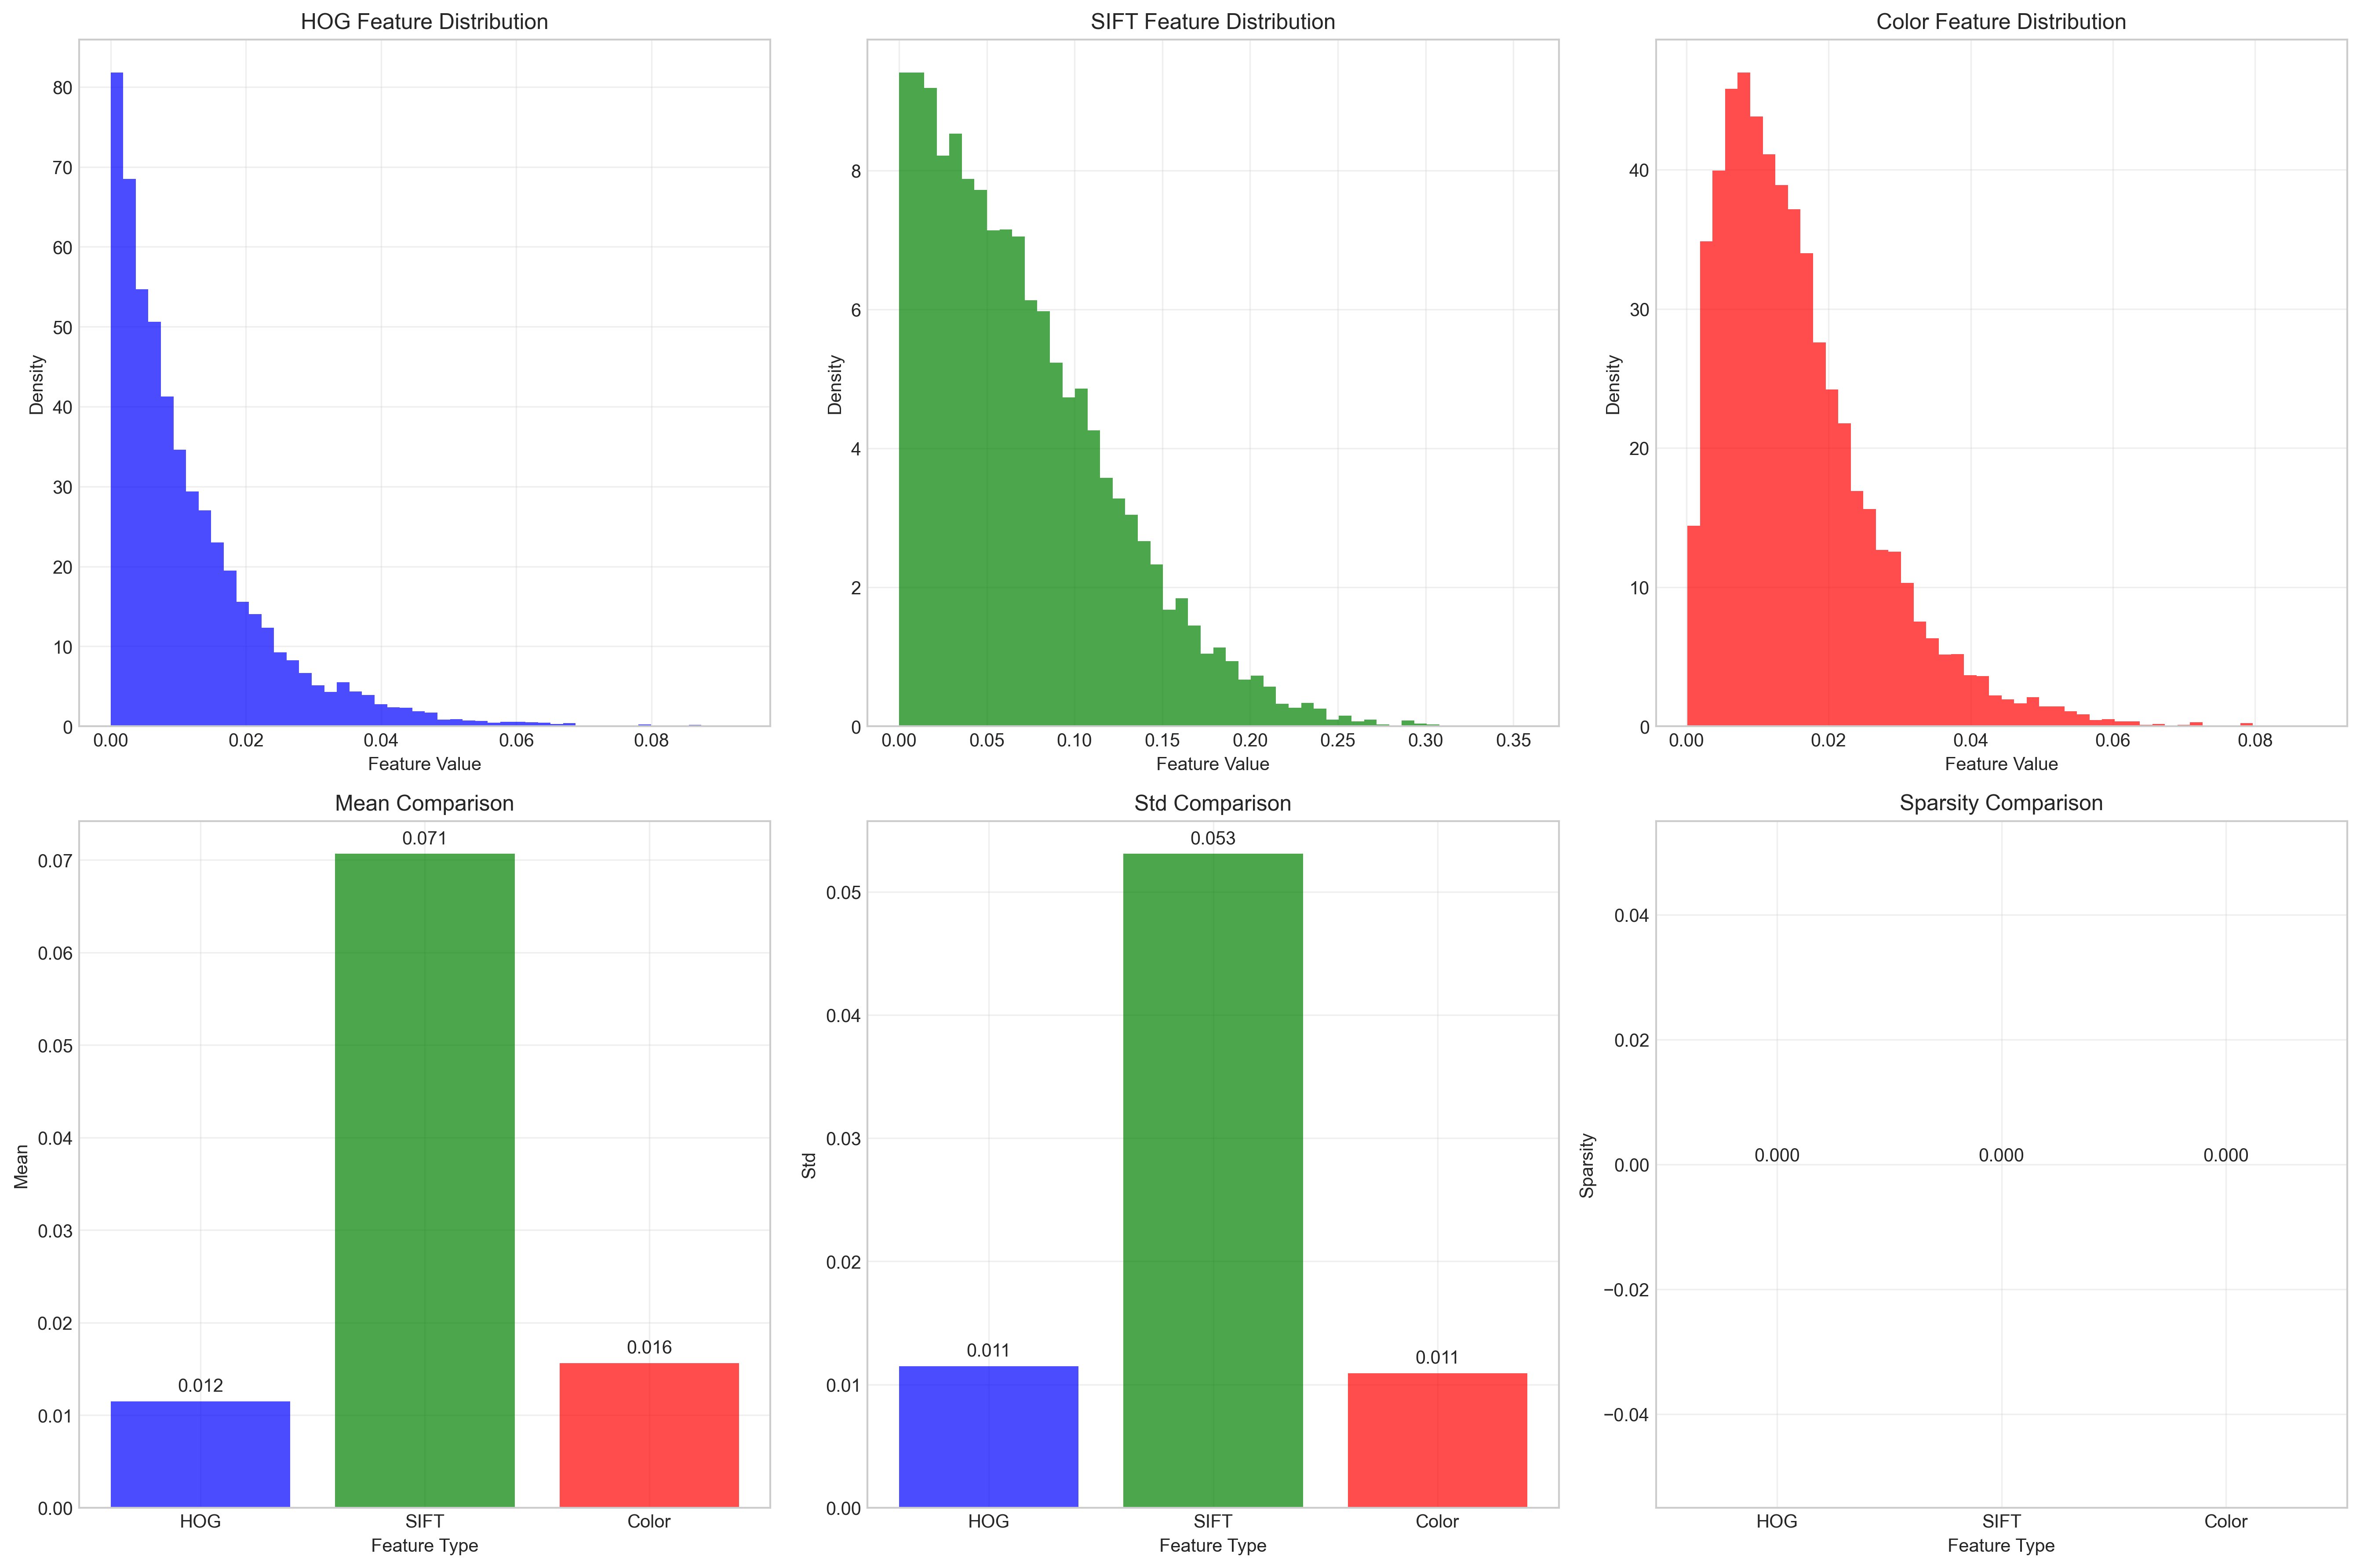 HOG Feature Distribution
80
70
60
50
40
30
20
10
0
Density
0.00 0.02 0.04 0.06 0.08
Feature Value
SIFT Feature Distribution
8
6
4
2
0
Density
0.00 0.05 0.10 0.15 0.20 0.25 0.30 0.35
Feature Value
Color Feature Distribution
40
30
20
10
0
Density
0.00 0.02 0.04 0.06 0.08
Feature Value
Mean Comparison
0.07
0.06
0.05
0.04
0.03
0.02
0.01
0.00
Mean
0.012
0.071
0.016
HOG SIFT Color
Feature Type
Std Comparison
0.05
0.04
0.03
0.02
0.01
0.00
Std
0.011
0.053
0.011
HOG SIFT Color
Feature Type
Sparsity Comparison
0.04
0.02
0.00
−0.02
−0.04
Sparsity
0.000 0.000 0.000
HOG SIFT Color
Feature Type